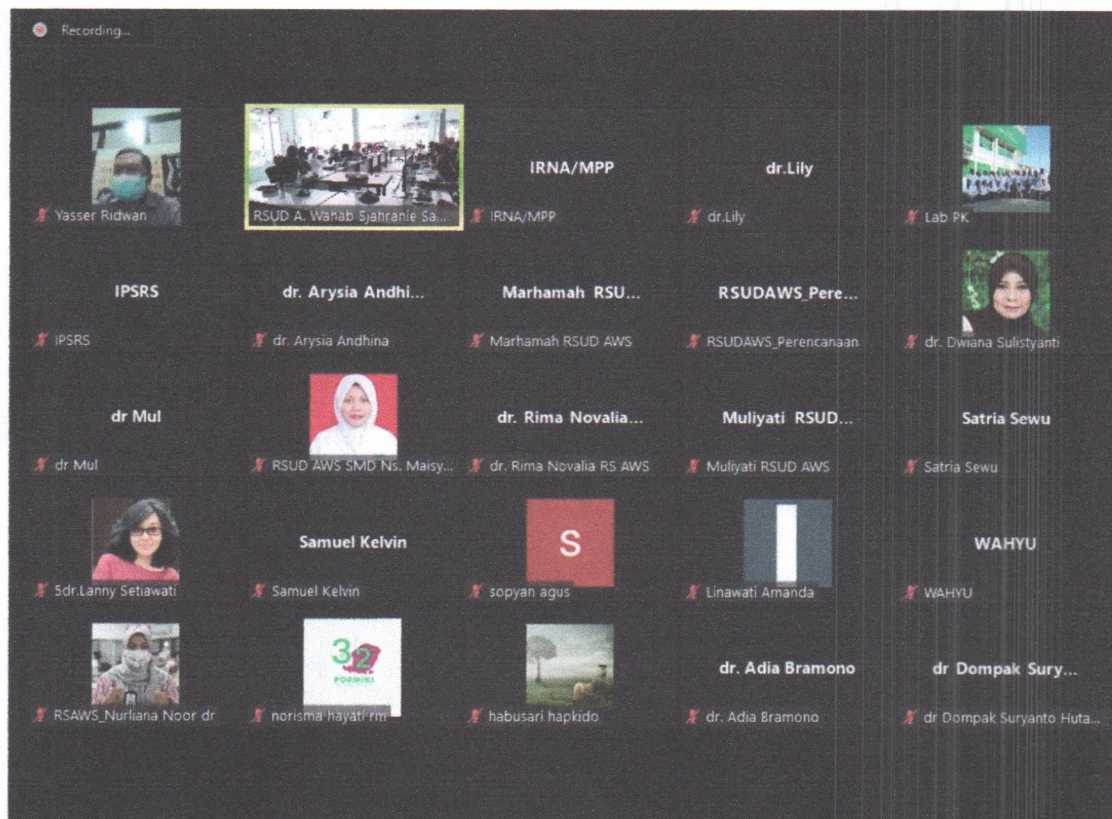 Recording...
Yasser Ridwan
RSUD A. Wahab Sjahranie Sa...
IRNA/MPP
IRNA/MPP
dr.Lily
dr.Lily
Lab PK
IPSRS
IPSRS
dr. Arysia Andhi...
dr. Arysia Andhina
Marhamah RSU...
Marhamah RSUD AWS
RSUDAWS_Pere...
RSUDAWS_Perencanaan
dr. Dwiana Sulistyanti
dr Mul
dr Mul
RSUD AWS SMD Ns. Maisy...
dr. Rima Novalia...
dr. Rima Novalia RS AWS
Muliyati RSUD...
Muliyati RSUD AWS
Satria Sewu
Satria Sewu
5dr.Lanny Setiawati
Samuel Kelvin
Samuel Kelvin
S
sopyan agus
Linawati Amanda
WAHYU
WAHYU
RSAWS_Nurliana Noor dr
32
PORMIKI
norisma hayati rm
habusari hapkido
dr. Adia Bramono
dr. Adia Bramono
dr Dompak Sury...
dr Dompak Suryanto Huta...